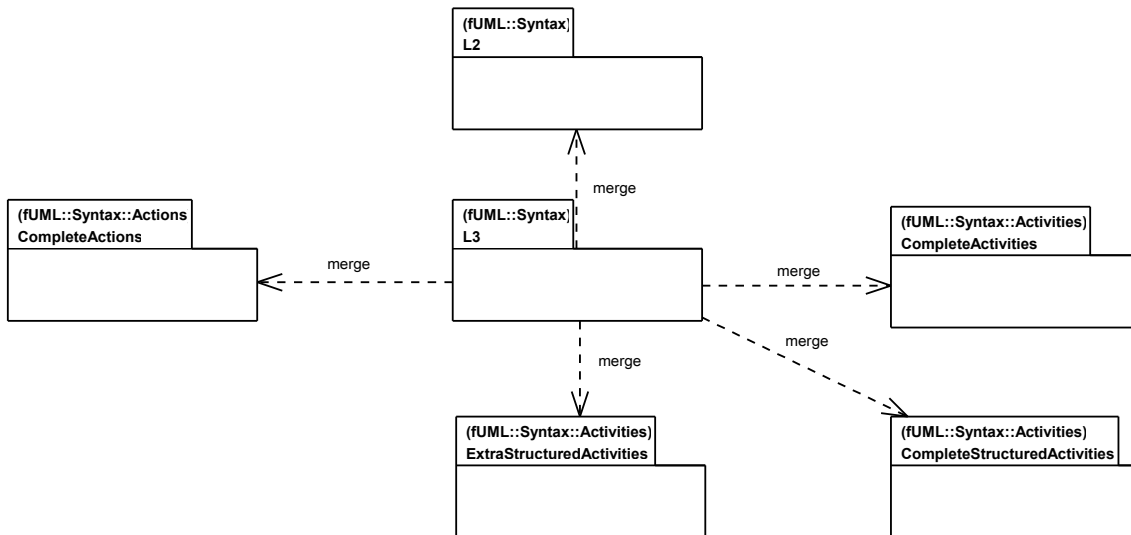 (fUML::Syntax)
L2
merge
(fUML::Syntax::Actions
CompleteActions
(fUML::Syntax)
L3
(fUML::Syntax::Activities)
CompleteActivities
merge
merge
merge
merge
(fUML::Syntax::Activities)
ExtraStructuredActivities
(fUML::Syntax::Activities)
CompleteStructuredActivities